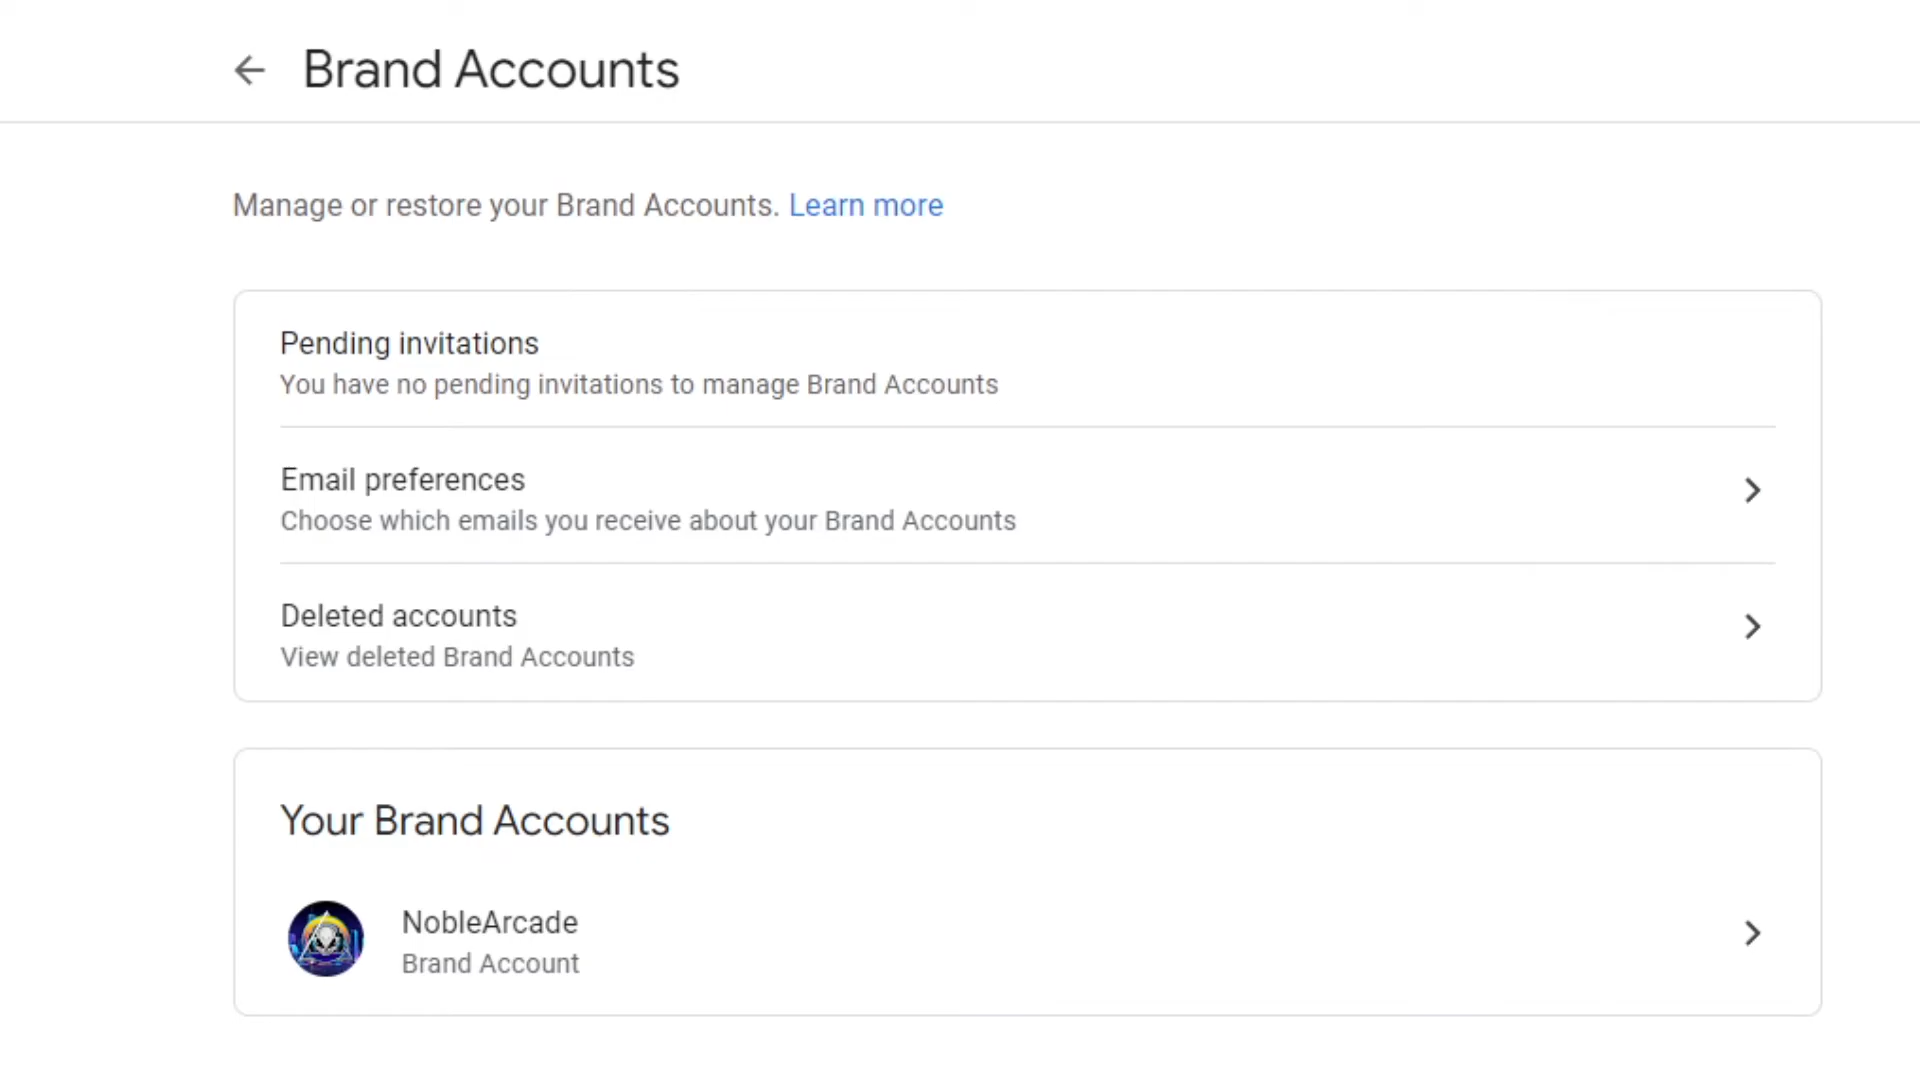 Brand Accounts
Manage or restore your Brand Accounts. Learn more
Pending invitations
You have no pending invitations to manage Brand Accounts
Email preferences
Choose which emails you receive about your Brand Accounts
Deleted accounts
View deleted Brand Accounts
Your Brand Accounts
NobleArcade
Brand Account